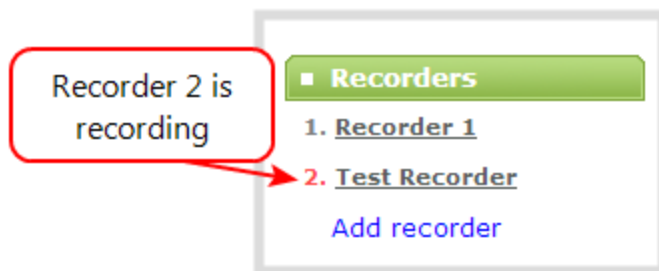 Recorder 2 is
recording
Recorders
1. Recorder 1
2. Test Recorder
Add recorder